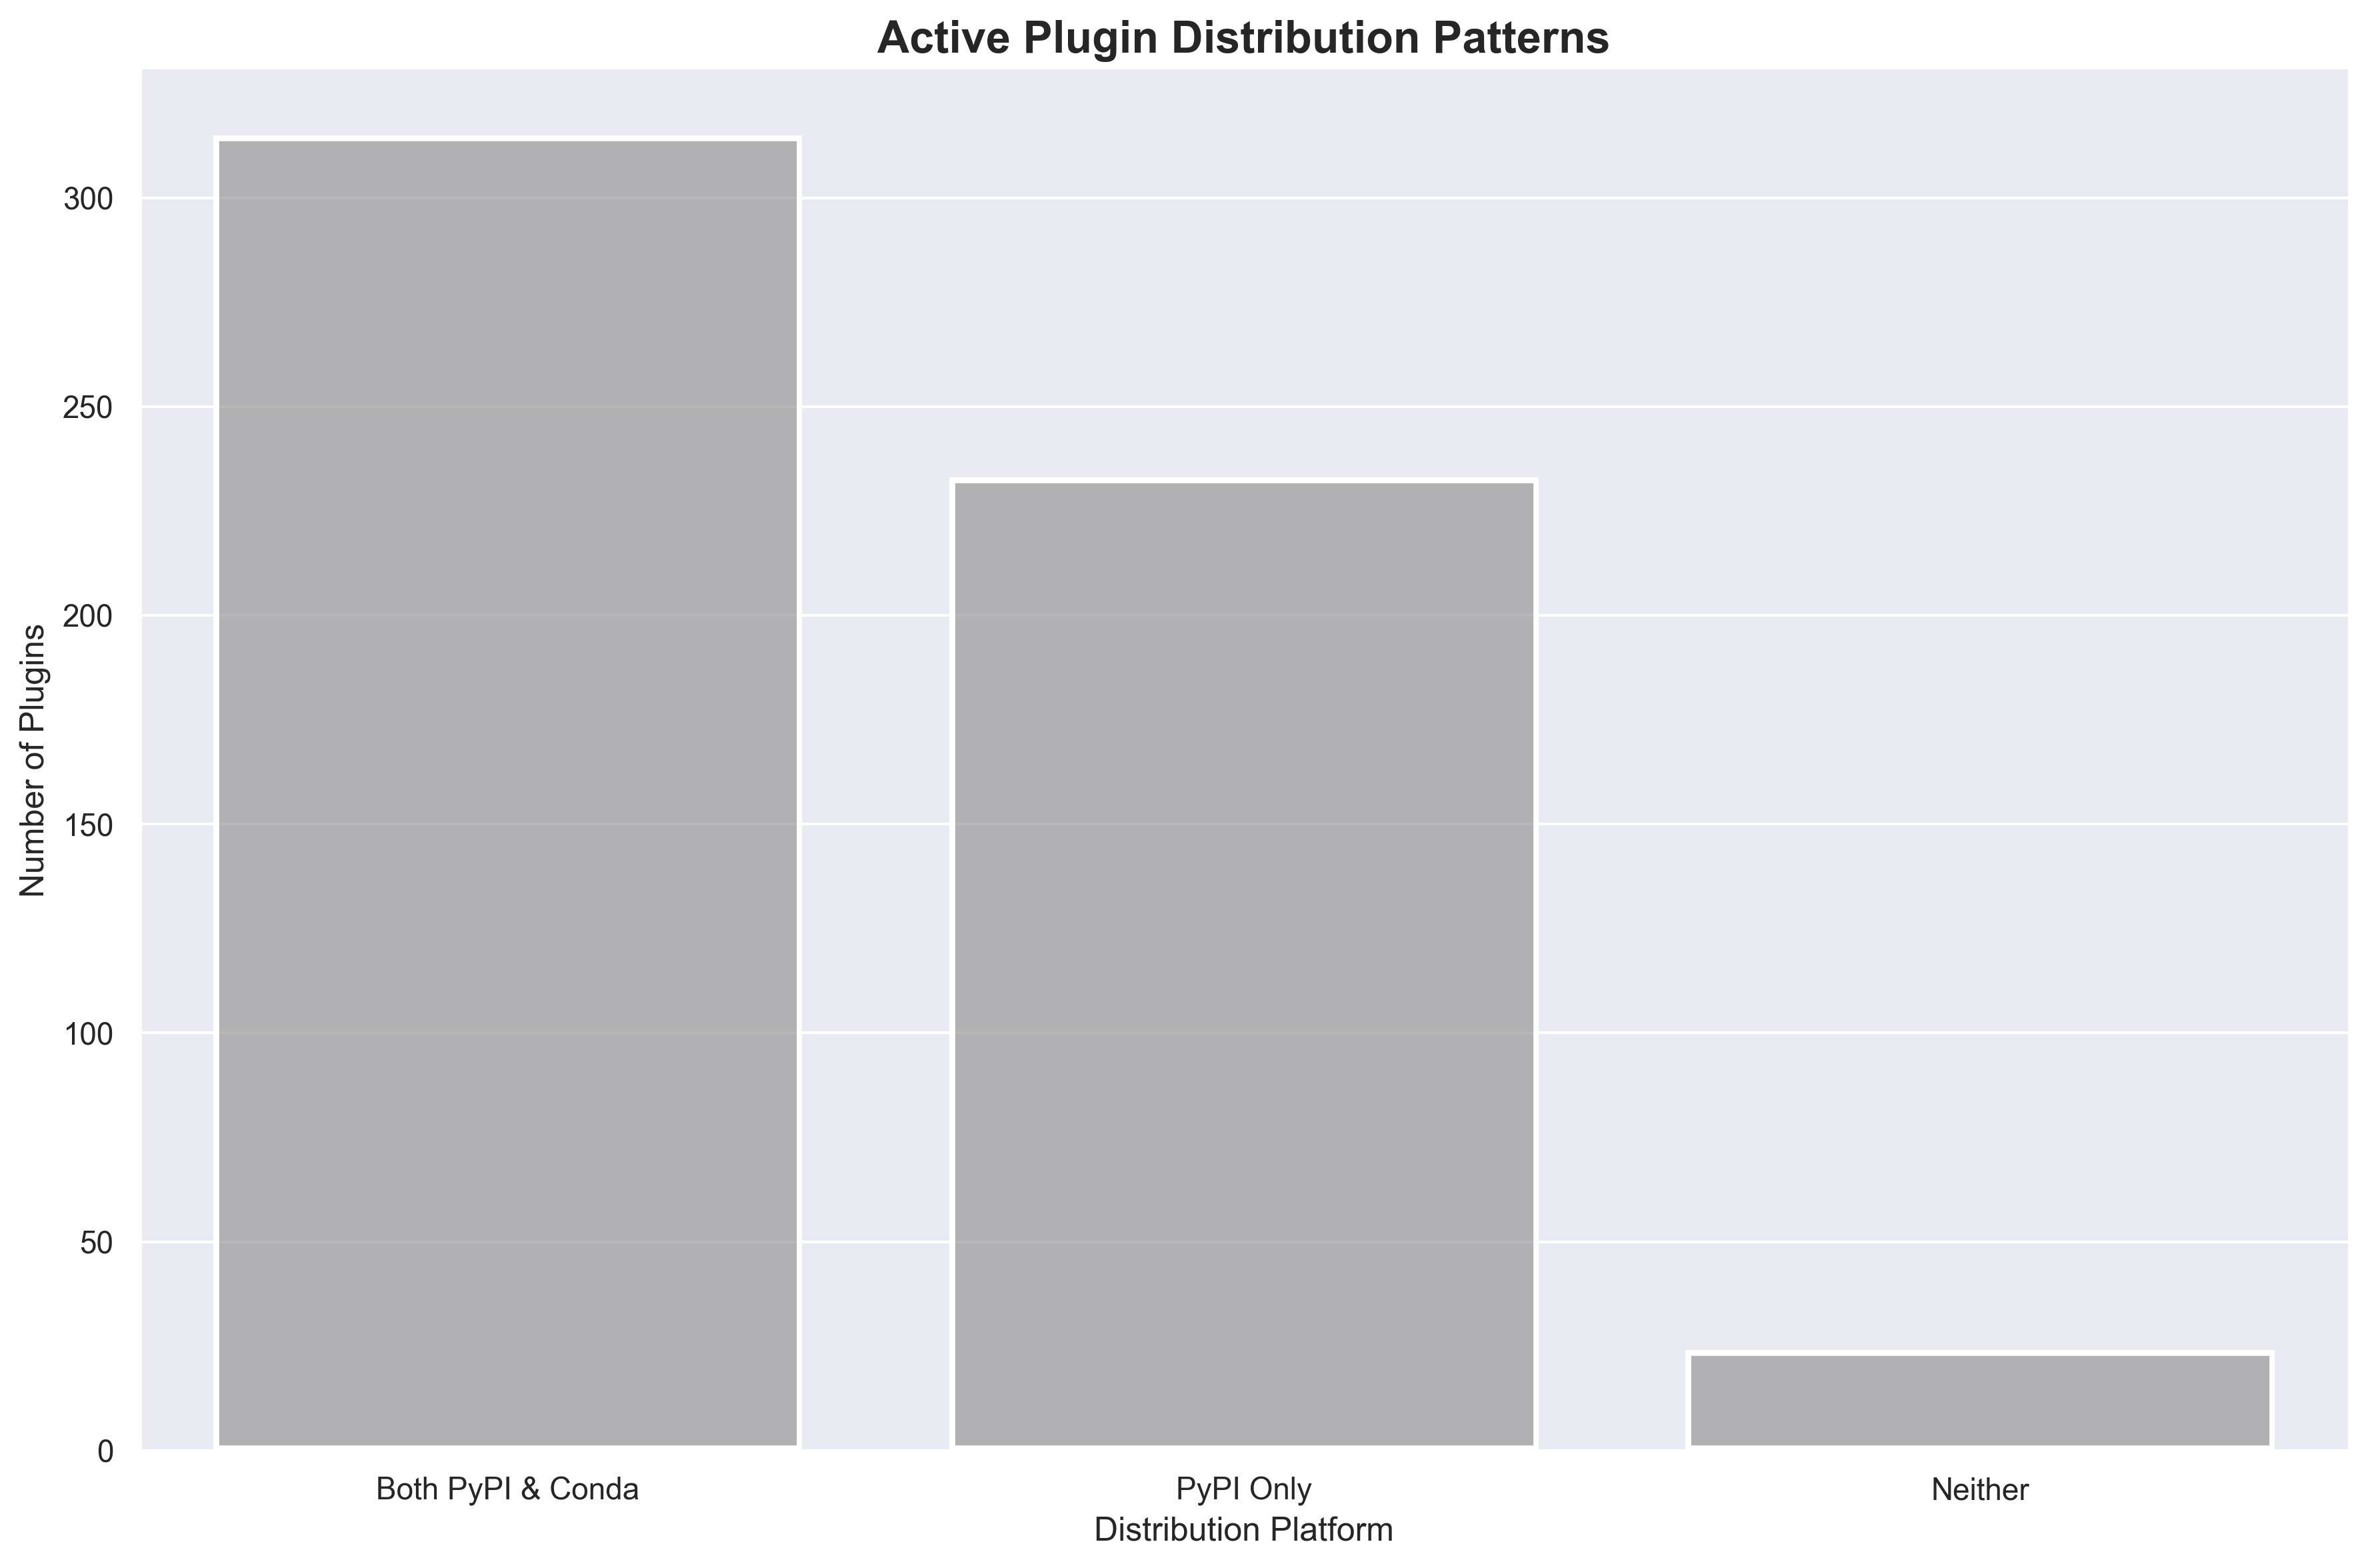 Active Plugin Distribution Patterns
Number of Plugins
300
250
200
150
100
50
0
Both PyPI & Conda
PyPI Only
Neither
Distribution Platform